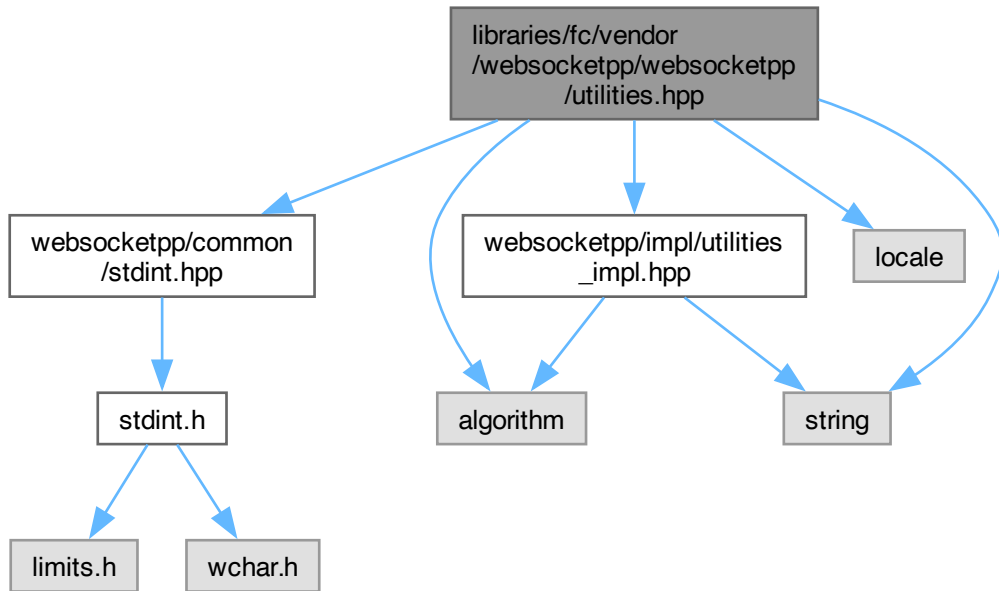 libraries/fc/vendor
/websocketpp/websocketpp
/utilities.hpp
websocketpp/common
/stdint.hpp
websocketpp/impl/utilities
_impl.hpp
locale
stdint.h
algorithm
string
limits.h
wchar.h